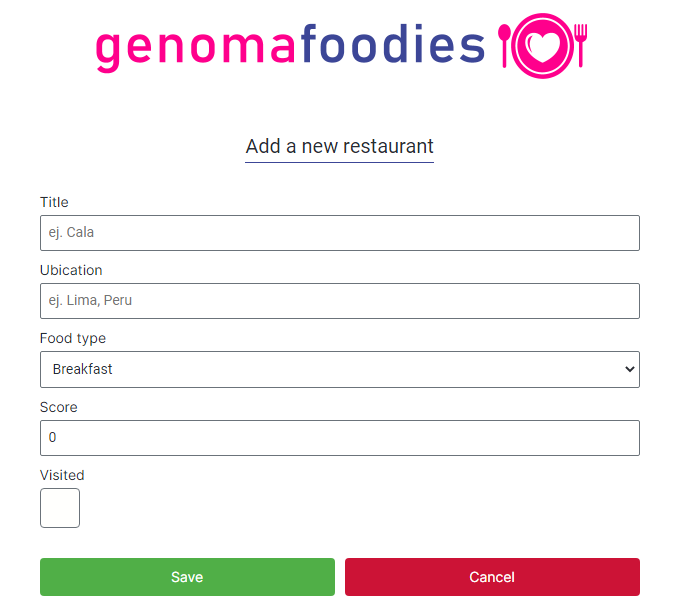 genomafoodies
Add a new restaurant
Title
ej. Cala
Ubication
ej. Lima, Peru
Food type
Breakfast
Score
0
Visited
Save Cancel